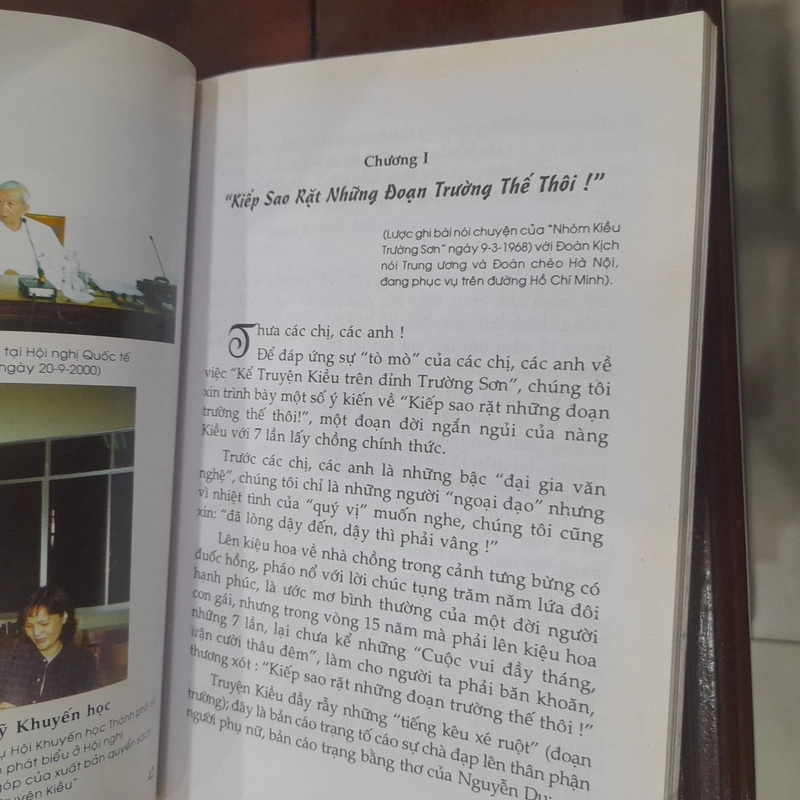 tại Hội nghị Quốc tế
ngày 20-9-2000)
ỹ Khuyến học
Hội Khuyến học Thành phố
phát biểu ở Hội nghị
góp của xuất bản quyển sách
Kiều"
Chương I
"Kiếp Sao Rặt Những Đoạn Trường Thế Thôi !"
(Lược ghi bài nói chuyện của "Nhóm Kiều
Trường Sơn" ngày 9-3-1968) với Đoàn Kịch
nói Trung ương và Đoàn chèo Hà Nội,
đang phục vụ trên đường Hồ Chí Minh).
Thưa các chị, các anh !
Để đáp ứng sự "tò mò" của các chị, các anh về
việc "Kể Truyện Kiều trên đỉnh Trường Sơn", chúng tôi
xin trình bày một số ý kiến về "Kiếp sao rặt những đoạn
trường thế thôi!", một đoạn đời ngắn ngủi của nàng
Kiều với 7 lần lấy chồng chính thức.
Trước các chị, các anh là những bậc "đại gia văn
nghệ", chúng tôi chỉ là những người "ngoại đạo" nhưng
vì nhiệt tình của "quý vị" muốn nghe, chúng tôi cũng
xin: "đã lòng dậy đến, dậy thì phải vâng !"
Lên kiệu hoa về nhà chồng trong cảnh tưng bừng có
đuốc hồng, pháo nổ với lời chúc tụng trăm năm lứa đôi
hạnh phúc, là ước mơ bình thường của một đời người
con gái, nhưng trong vòng 15 năm mà phải lên kiệu hoa
những 7 lần, lại chưa kể những "Cuộc vui đầy tháng,
trận cười thâu đêm", làm cho người ta phải băn khoăn,
thương xót : "Kiếp sao rặt những đoạn trường thế thôi !"
Truyện Kiều đầy rẫy những "tiếng kêu xé ruột" (đoạn
trường); đây là bản cáo trạng tố cáo sự chà đạp lên thân phận
người phụ nữ, bản cáo trạng bằng thơ của Nguyễn Du